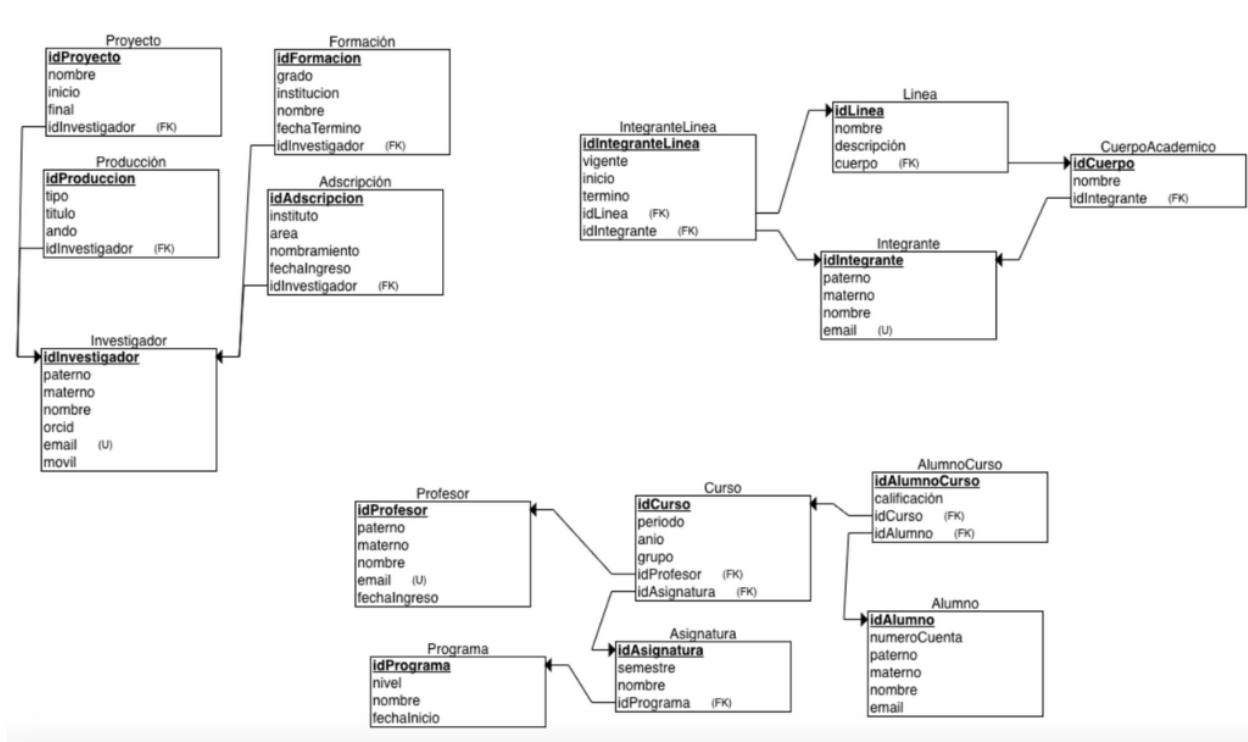 Proyecto
idProyecto
nombre
inicio
final
idInvestigador (FK)
Formación
idFormacion
grado
institucion
nombre
fechaTermino
idInvestigador (FK)
Producción
idProduccion
tipo
titulo
ando
idInvestigador (FK)
Adscripción
idAdscripcion
instituto
area
nombramiento
fechaIngreso
idInvestigador (FK)
Investigador
idInvestigador
paterno
materno
nombre
orcid
email (U)
movil
IntegranteLinea
idIntegranteLinea
vigente
inicio
termino
idLinea (FK)
idIntegrante (FK)
Linea
idLinea
nombre
descripción
cuerpo (FK)
CuerpoAcademico
idCuerpo
nombre
idIntegrante (FK)
Integrante
idIntegrante
paterno
materno
nombre
email (U)
Profesor
idProfesor
paterno
materno
nombre
email (U)
fechaIngreso
Curso
idCurso
periodo
anio
grupo
idProfesor (FK)
idAsignatura (FK)
AlumnoCurso
idAlumnoCurso
calificación
idCurso (FK)
idAlumno (FK)
Programa
idPrograma
nivel
nombre
fechaInicio
Asignatura
idAsignatura
semestre
nombre
idPrograma (FK)
Alumno
idAlumno
numeroCuenta
paterno
materno
nombre
email